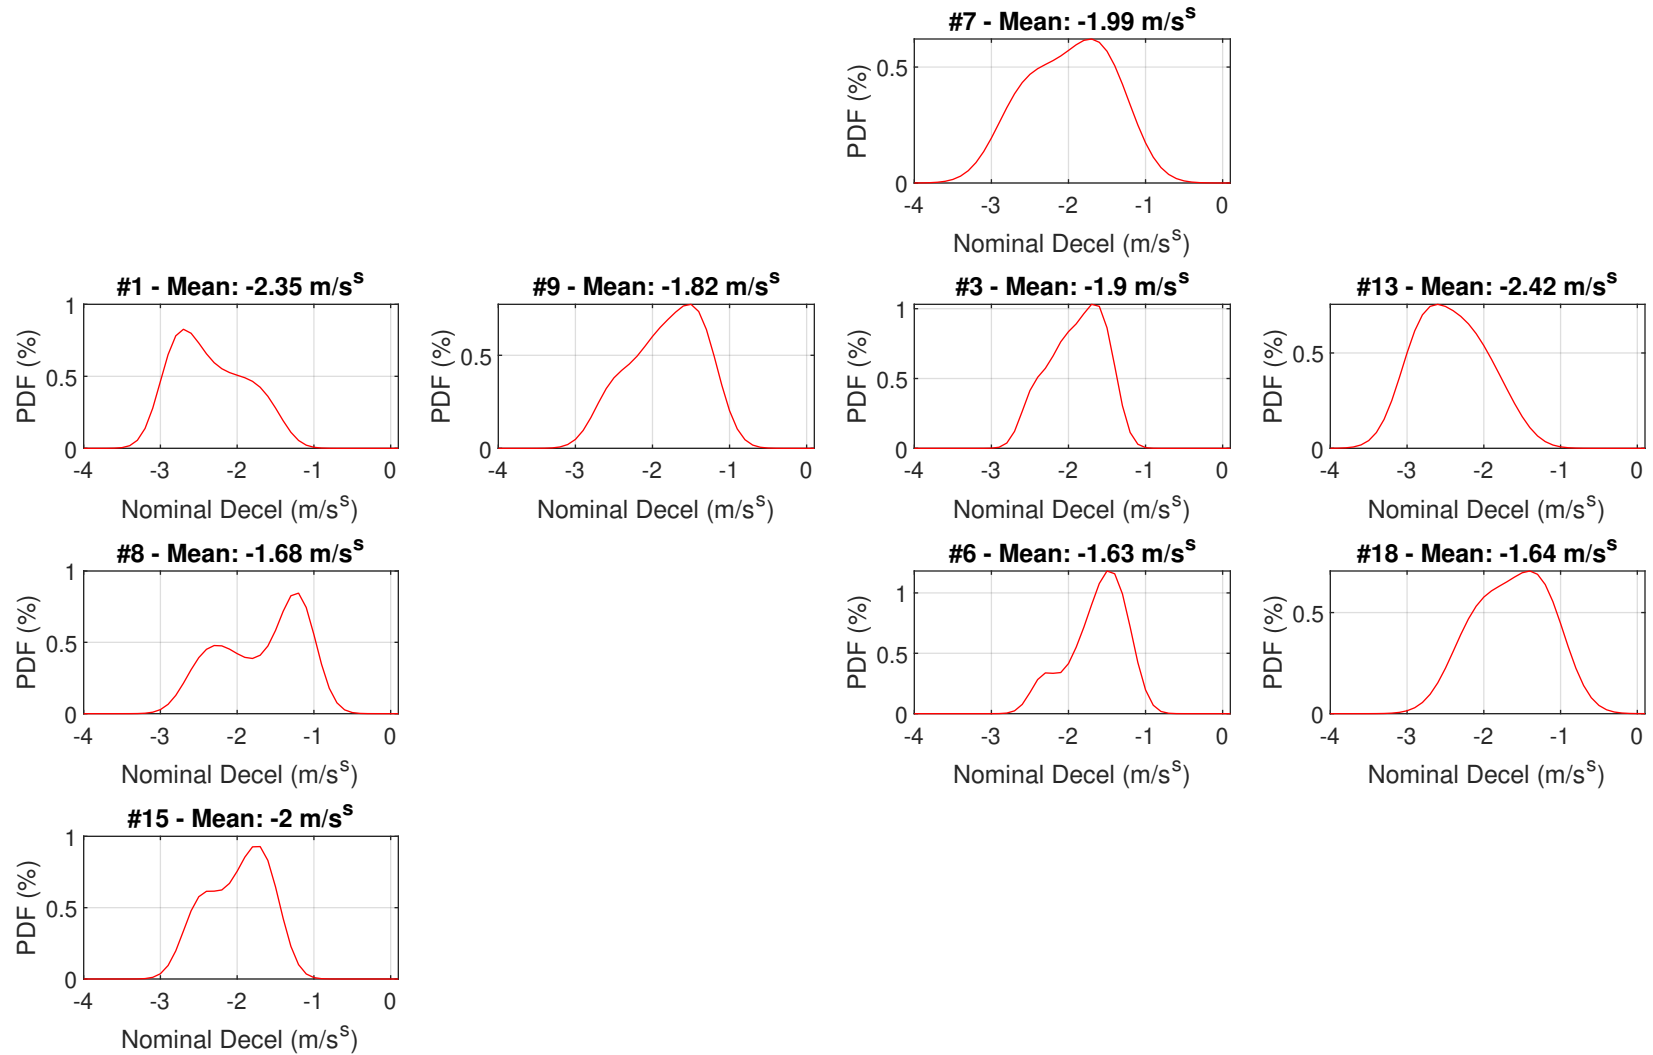 #7 - Mean: -1.99 m/s^s
PDF (%)
0.5
0
-4 -3 -2 -1 0
Nominal Decel (m/s^s)
#1 - Mean: -2.35 m/s^s
PDF (%)
1
0.5
0
-4 -3 -2 -1 0
Nominal Decel (m/s^s)
#9 - Mean: -1.82 m/s^s
PDF (%)
0.5
0
-4 -3 -2 -1 0
Nominal Decel (m/s^s)
#3 - Mean: -1.9 m/s^s
PDF (%)
1
0.5
0
-4 -3 -2 -1 0
Nominal Decel (m/s^s)
#13 - Mean: -2.42 m/s^s
PDF (%)
0.5
0
-4 -3 -2 -1 0
Nominal Decel (m/s^s)
#8 - Mean: -1.68 m/s^s
PDF (%)
1
0.5
0
-4 -3 -2 -1 0
Nominal Decel (m/s^s)
#6 - Mean: -1.63 m/s^s
PDF (%)
1
0.5
0
-4 -3 -2 -1 0
Nominal Decel (m/s^s)
#18 - Mean: -1.64 m/s^s
PDF (%)
0.5
0
-4 -3 -2 -1 0
Nominal Decel (m/s^s)
#15 - Mean: -2 m/s^s
PDF (%)
1
0.5
0
-4 -3 -2 -1 0
Nominal Decel (m/s^s)